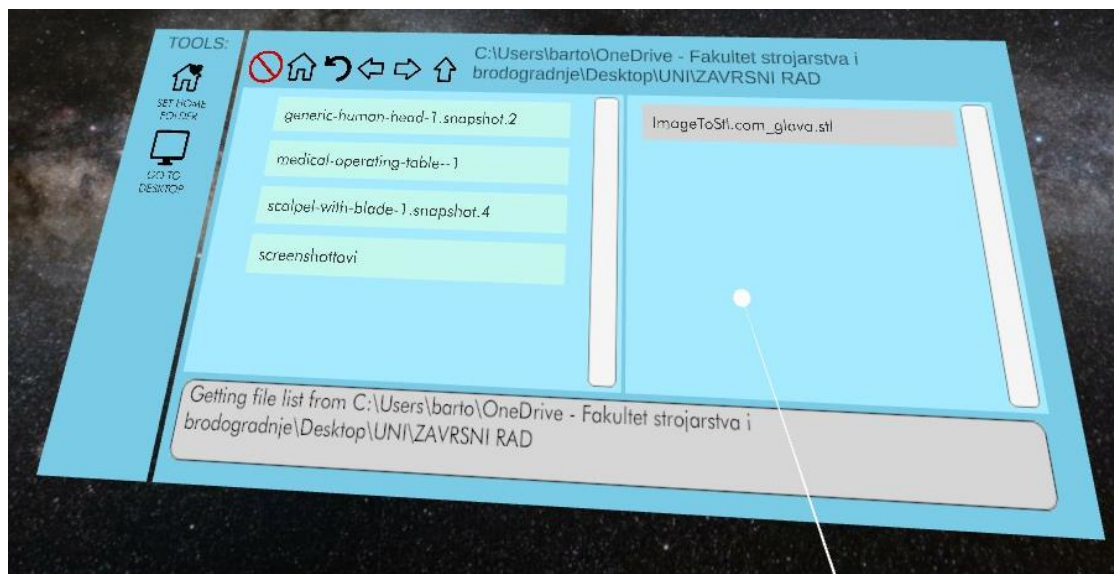 TOOLS:
SET HOME
FOLDER
GO TO
DESKTOP
C:\Users\barto\OneDrive - Fakultet strojarstva i
brodogradnje\Desktop\UNI\ZAVRSNI RAD
generic-human-head-1.snapshot.2
medical-operating-table--1
scalpel-with-blade-1.snapshot.4
screenshottovi
ImageToStl.com_glava.stl
Getting file list from C:\Users\barto\OneDrive - Fakultet strojarstva i
brodogradnje\Desktop\UNI\ZAVRSNI RAD